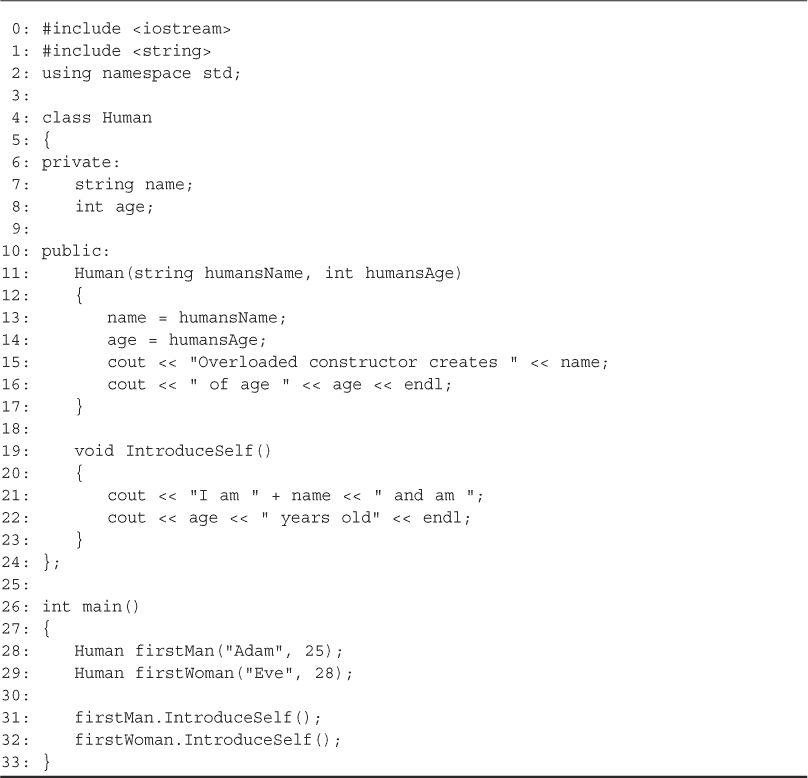 0: #include <iostream>
1: #include <string>
2: using namespace std;
3:
4: class Human
5: {
6: private:
7:    string name;
8:    int age;
9:
10: public:
11:    Human(string humansName, int humansAge)
12:    {
13:       name = humansName;
14:       age = humansAge;
15:       cout << "Overloaded constructor creates " << name;
16:       cout << " of age " << age << endl;
17:    }
18:
19:    void IntroduceSelf()
20:    {
21:       cout << "I am " + name << " and am ";
22:       cout << age << " years old" << endl;
23:    }
24: };
25:
26: int main()
27: {
28:    Human firstMan("Adam", 25);
29:    Human firstWoman("Eve", 28);
30:
31:    firstMan.IntroduceSelf();
32:    firstWoman.IntroduceSelf();
33: }